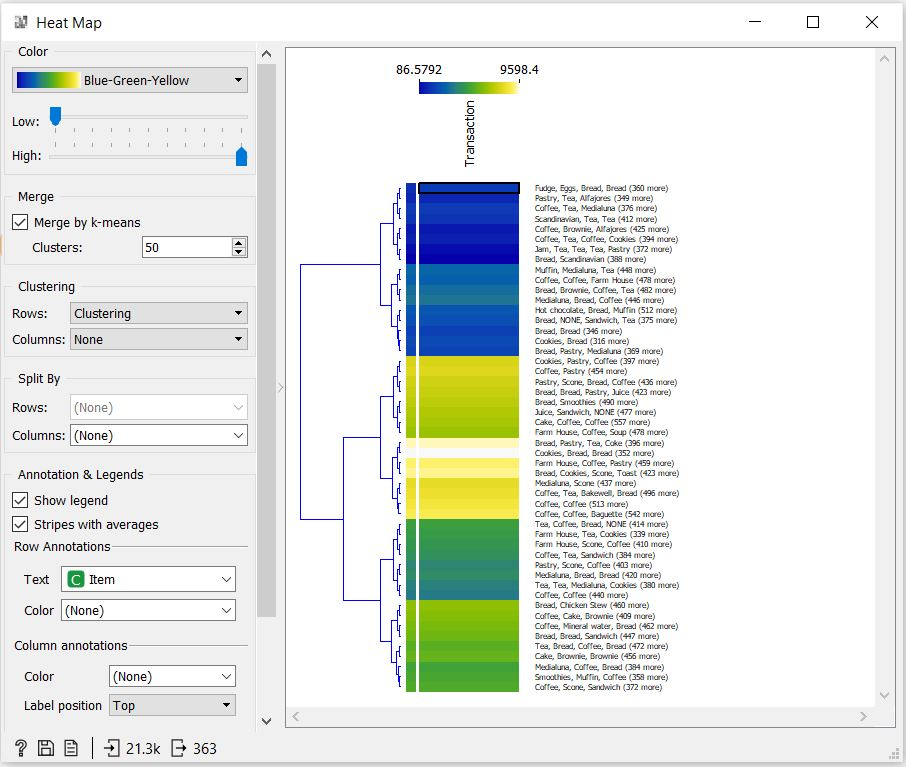 Heat Map
Color
Blue-Green-Yellow
Low:
High:
Merge
Merge by k-means
Clusters: 50
Clustering
Rows: Clustering
Columns: None
Split By
Rows: (None)
Columns: (None)
Annotation & Legends
Show legend
Stripes with averages
Row Annotations
Text C Item
Color (None)
Column annotations
Color (None)
Label position Top
? 21.3k 363
86.5792 9598.4
Transaction
Fudge, Eggs, Bread, Bread (360 more)
Pastry, Tea, Alfajores (349 more)
Coffee, Tea, Medialuna (376 more)
Scandinavian, Tea, Tea (412 more)
Coffee, Brownie, Alfajores (425 more)
Coffee, Tea, Coffee, Cookies (394 more)
Jam, Tea, Tea, Tea, Pastry (372 more)
Bread, Scandinavian (388 more)
Muffin, Medialuna, Tea (448 more)
Coffee, Coffee, Farm House (478 more)
Bread, Brownie, Coffee, Tea (482 more)
Medialuna, Bread, Coffee (446 more)
Hot chocolate, Bread, Muffin (512 more)
Bread, NONE, Sandwich, Tea (375 more)
Bread, Bread (346 more)
Cookies, Bread (316 more)
Bread, Pastry, Medialuna (369 more)
Cookies, Pastry, Coffee (397 more)
Coffee, Pastry (454 more)
Pastry, Scone, Bread, Coffee (436 more)
Bread, Bread, Pastry, Juice (423 more)
Bread, Smoothies (490 more)
Juice, Sandwich, NONE (477 more)
Cake, Coffee, Coffee (557 more)
Farm House, Coffee, Soup (478 more)
Bread, Pastry, Tea, Coke (396 more)
Cookies, Bread, Bread (352 more)
Farm House, Coffee, Pastry (459 more)
Bread, Cookies, Scone, Toast (423 more)
Medialuna, Scone (437 more)
Coffee, Tea, Bakewell, Bread (496 more)
Coffee, Coffee (513 more)
Coffee, Coffee, Baguette (542 more)
Tea, Coffee, Bread, NONE (414 more)
Farm House, Tea, Cookies (339 more)
Farm House, Scone, Coffee (410 more)
Coffee, Tea, Sandwich (384 more)
Pastry, Scone, Coffee (403 more)
Medialuna, Bread, Bread (420 more)
Tea, Tea, Medialuna, Cookies (380 more)
Coffee, Coffee (440 more)
Bread, Chicken Stew (460 more)
Coffee, Cake, Brownie (409 more)
Coffee, Mineral water, Bread (462 more)
Bread, Bread, Sandwich (447 more)
Tea, Bread, Coffee, Bread (472 more)
Cake, Brownie, Brownie (456 more)
Medialuna, Coffee, Bread (384 more)
Smoothies, Muffin, Coffee (358 more)
Coffee, Scone, Sandwich (372 more)